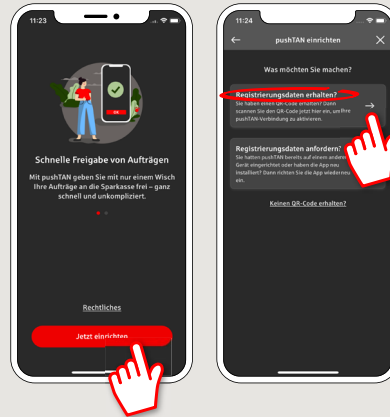 11:23
Schnelle Freigabe von Aufträgen
Mit pushTAN geben Sie mit nur einem Wisch
Ihre Aufträge an die Sparkasse frei – ganz
schnell und unkompliziert.
Rechtliches
Jetzt einrichten
11:24
pushTAN einrichten
Was möchten Sie machen?
Registrierungsdaten erhalten?
Sie haben einen QR-Code erhalten? Dann
scannen Sie den QR-Code jetzt hier ein, um Ihre
pushTAN-Verbindung zu aktivieren.
Registrierungsdaten anfordern?
Sie hatten pushTAN bereits auf einem anderen
Gerät eingerichtet oder haben die App neu
installiert? Dann richten Sie die App wieder neu
ein.
Keinen QR-Code erhalten?